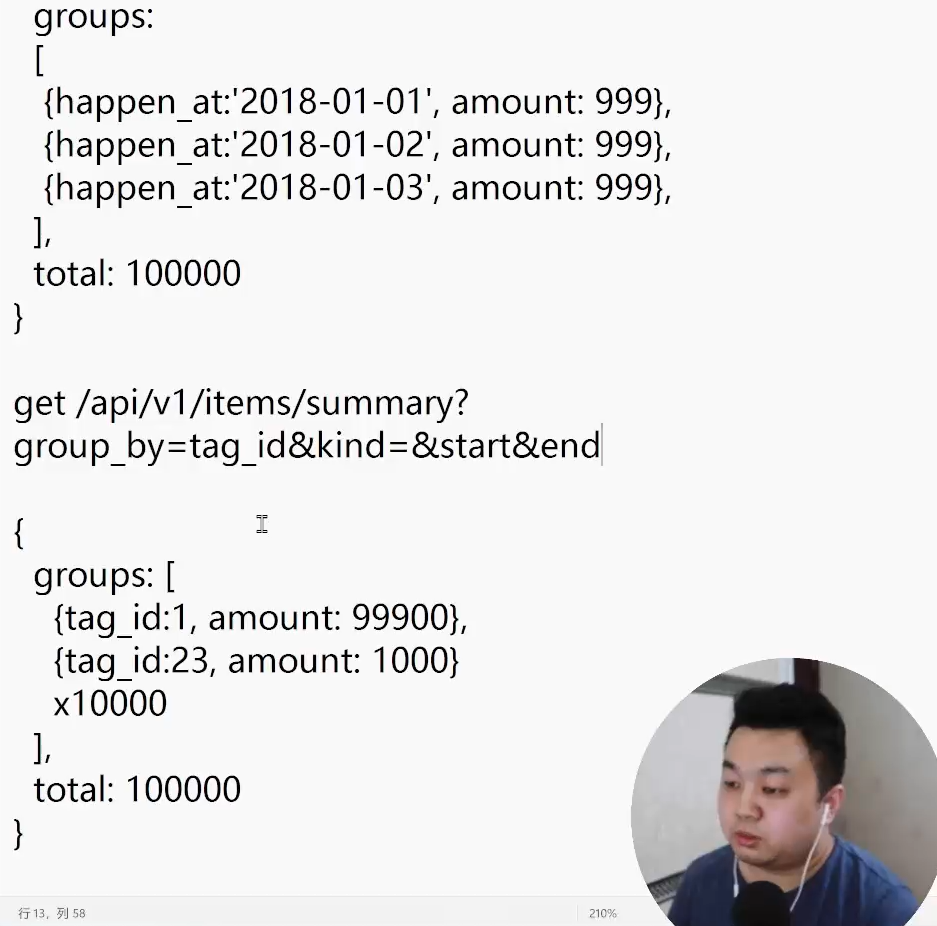 groups:
[
{happen_at:'2018-01-01', amount: 999},
{happen_at:'2018-01-02', amount: 999},
{happen_at:'2018-01-03', amount: 999},
],
total: 100000
}
get /api/v1/items/summary?
group_by=tag_id&kind=&start&end
{
groups: [
{tag_id:1, amount: 99900},
{tag_id:23, amount: 1000}
x10000
],
total: 100000
}
行 13，列 58
210%